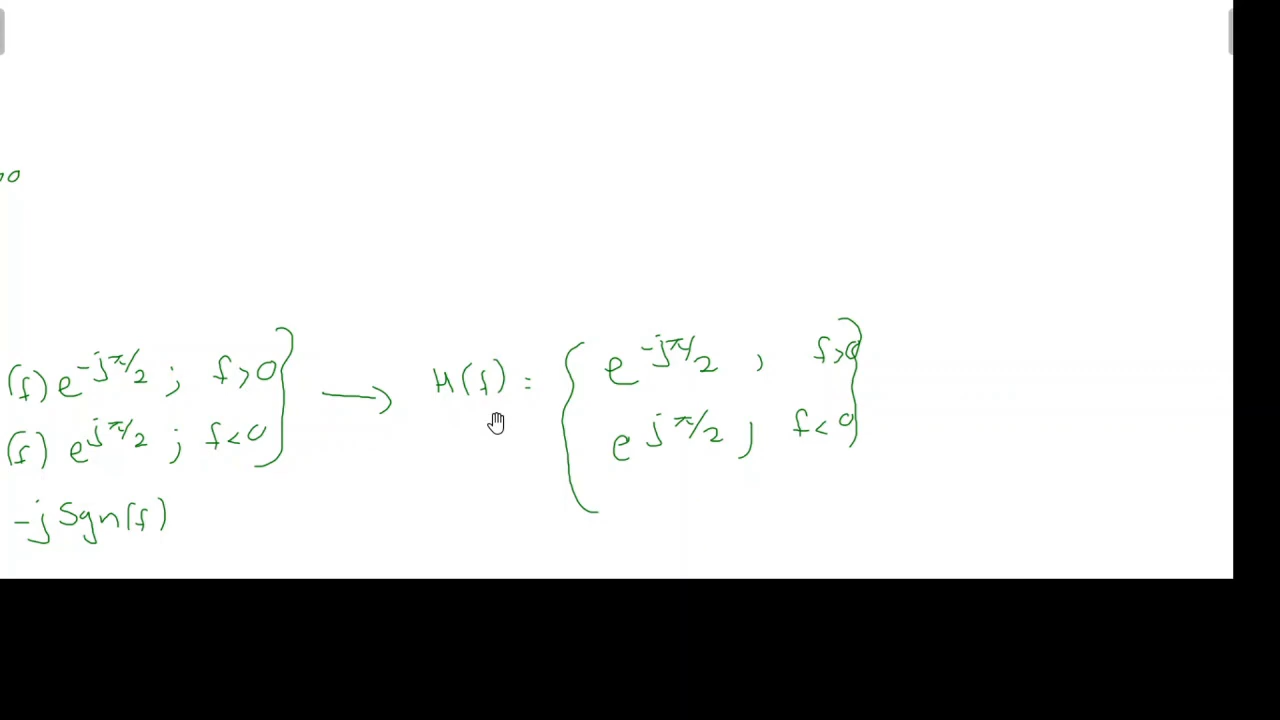 (f) e^{-jπ/2} ; f>0 } → H(f) = { e^{-jπ/2} , f>0 }
(f) e^{jπ/2} ; f<0 e^{jπ/2} ; f<0
-j Sgn(f)